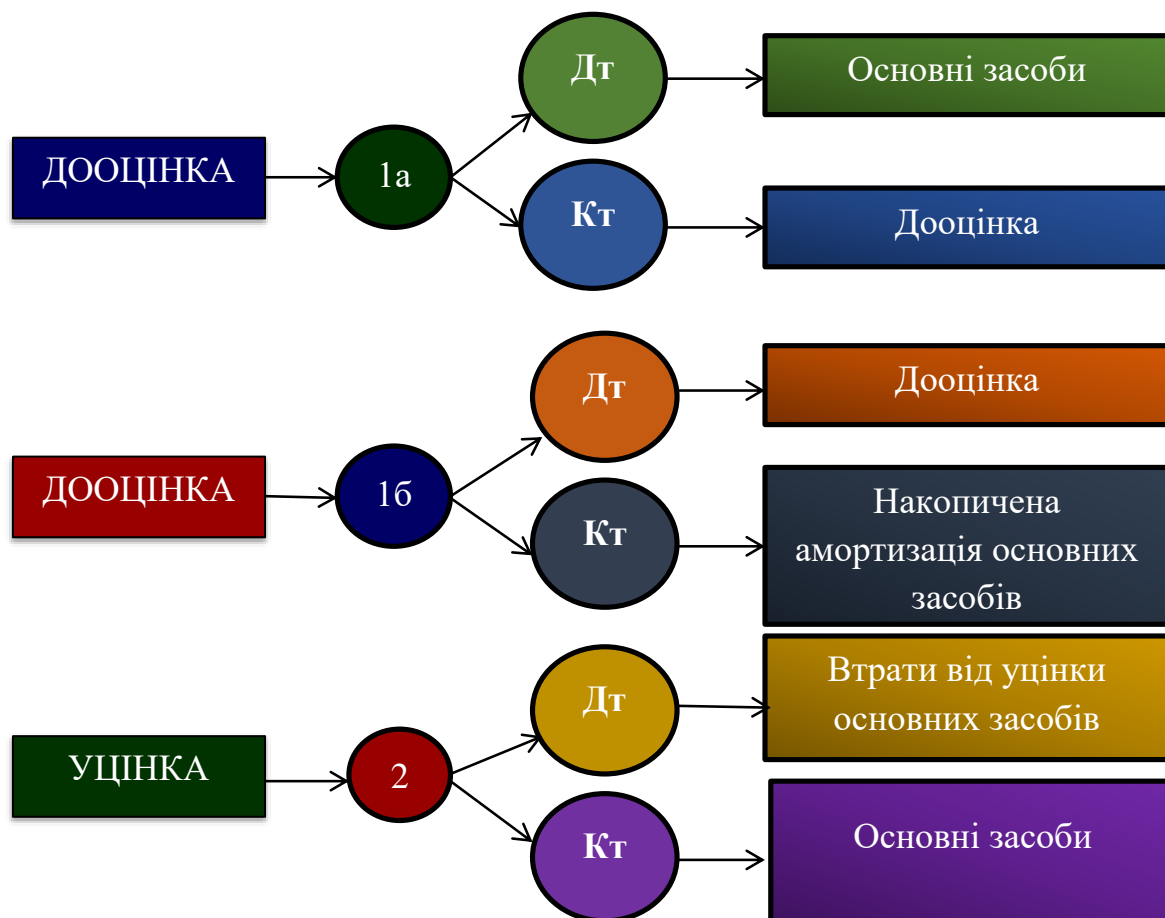 ДООЦІНКА
1а
Дт
Основні засоби
Кт
Дооцінка
ДООЦІНКА
1б
Дт
Дооцінка
Кт
Накопичена
амортизація основних
засобів
УЦІНКА
2
Дт
Втрати від уцінки
основних засобів
Кт
Основні засоби